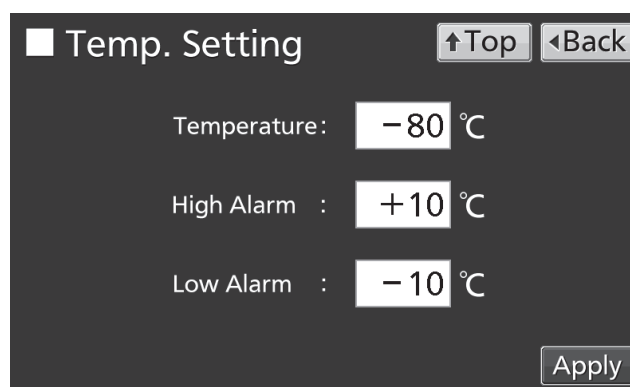 Temp. Setting ↑Top ◂Back
Temperature: −80 ℃
High Alarm : +10 ℃
Low Alarm : −10 ℃
Apply